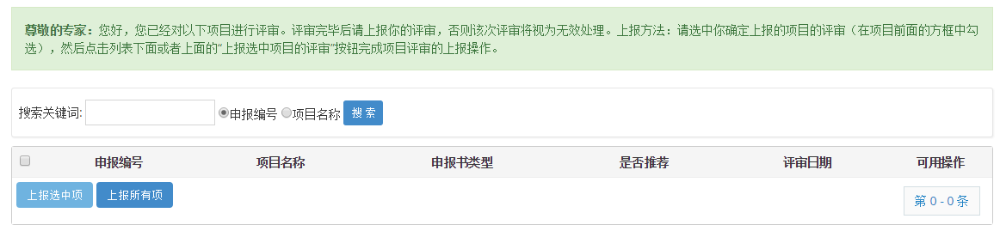 尊敬的专家：您好，您已经对以下项目进行评审。评审完毕后请上报你的评审，否则该次评审将视为无效处理。上报方法：请选中你确定上报的项目的评审（在项目前面的方框中勾
选），然后点击列表下面或者上面的“上报选中项目的评审”按钮完成项目评审的上报操作。
搜索关键词: 申报编号 项目名称 搜 索
申报编号 项目名称 申报书类型 是否推荐 评审日期 可用操作
上报选中项 上报所有项 第 0 - 0 条